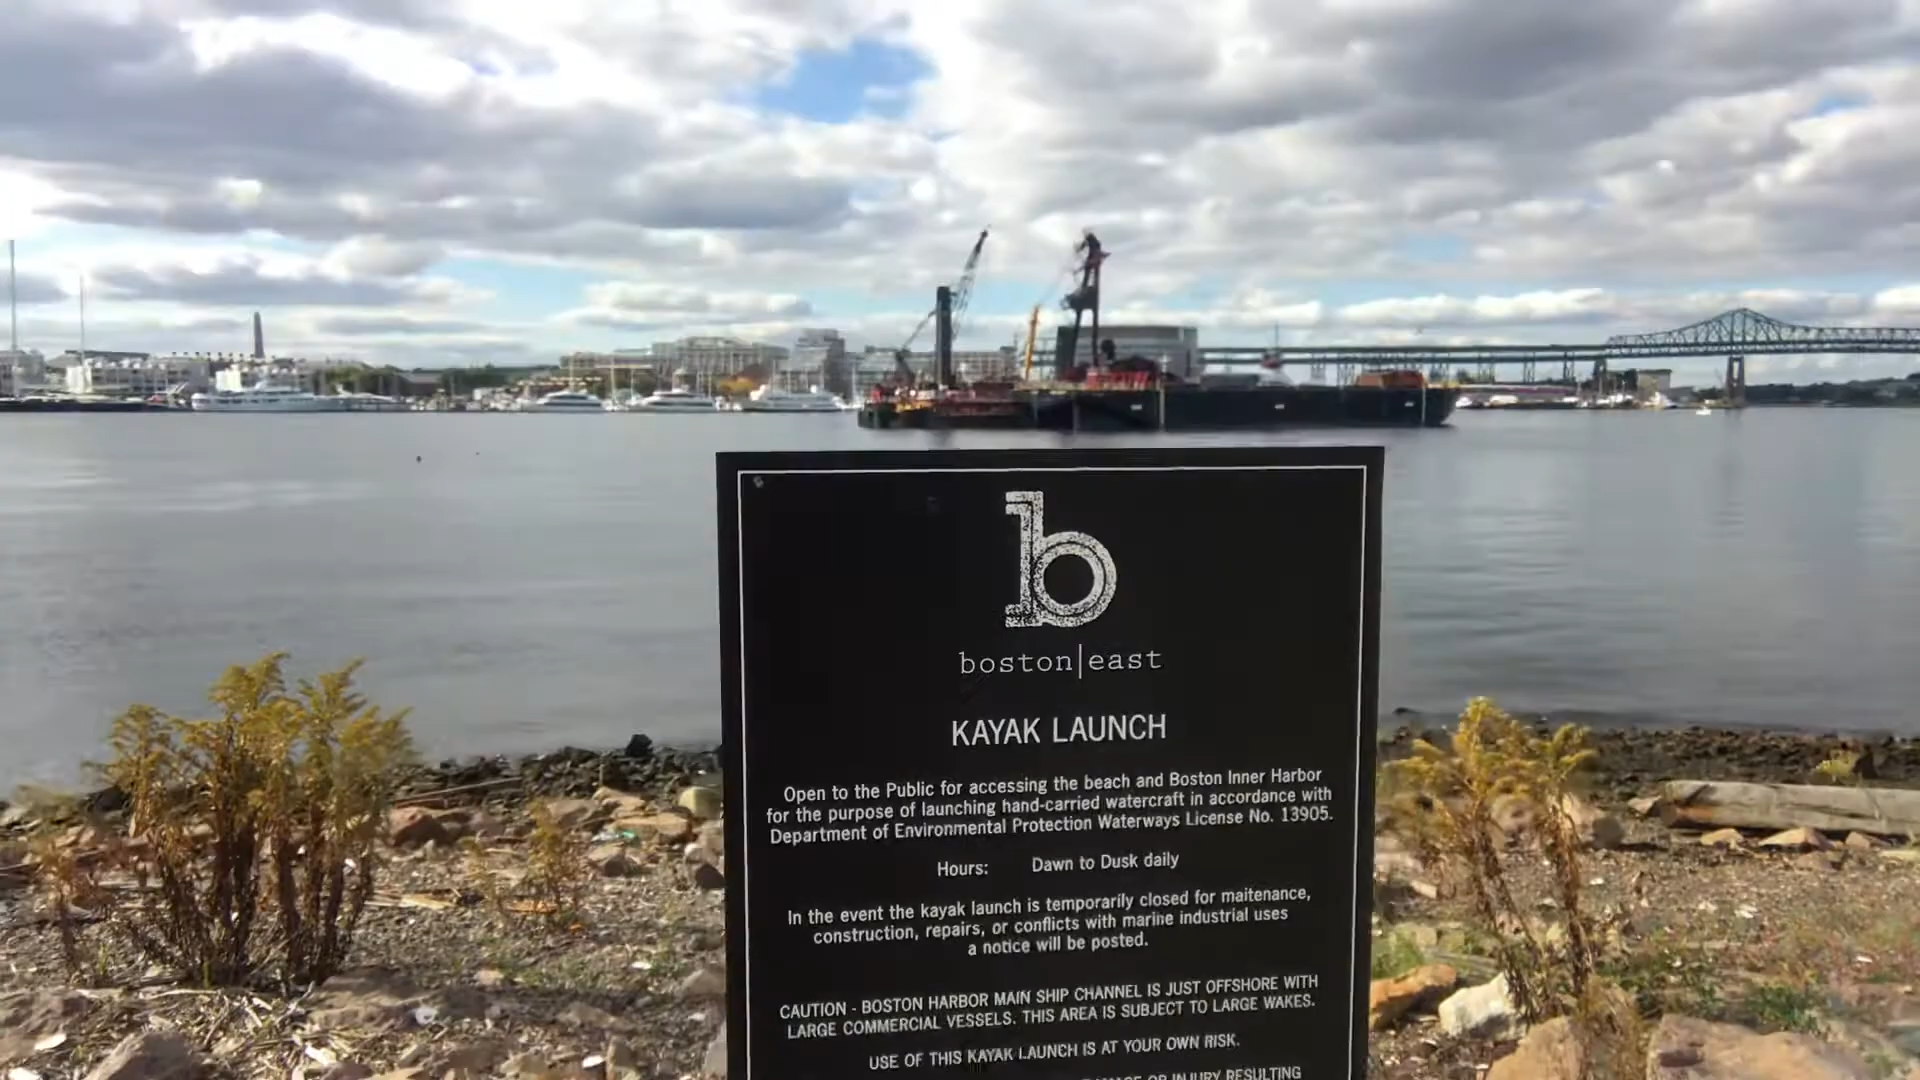 b
boston|east
KAYAK LAUNCH
Open to the Public for accessing the beach and Boston Inner Harbor
for the purpose of launching hand-carried watercraft in accordance with
Department of Environmental Protection Waterways License No. 13905.
Hours: Dawn to Dusk daily
In the event the kayak launch is temporarily closed for maitenance,
construction, repairs, or conflicts with marine industrial uses
a notice will be posted.
CAUTION - BOSTON HARBOR MAIN SHIP CHANNEL IS JUST OFFSHORE WITH
LARGE COMMERCIAL VESSELS. THIS AREA IS SUBJECT TO LARGE WAKES.
USE OF THIS KAYAK LAUNCH IS AT YOUR OWN RISK.
OR INJURY RESULTING